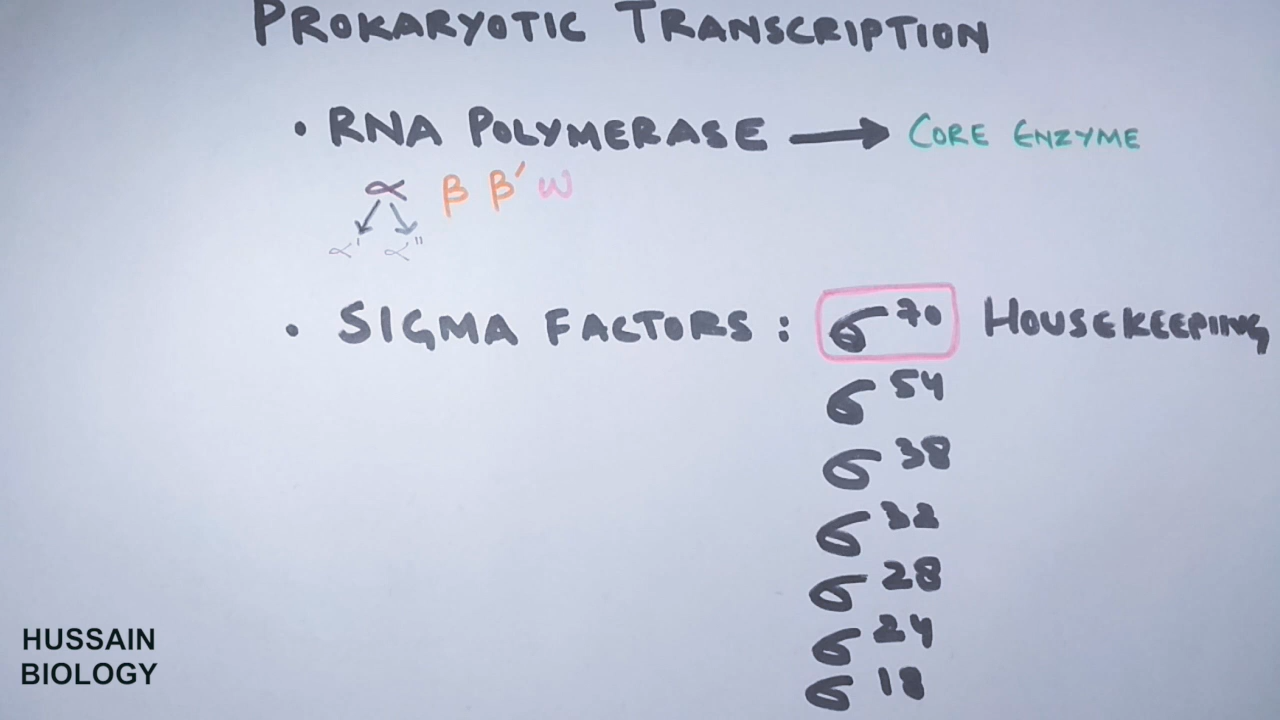 PROKARYOTIC TRANSCRIPTION
• RNA POLYMERASE → CORE ENZYME
α β β' ω
α' α"
• SIGMA FACTORS : σ⁷⁰ HOUSEKEEPING
σ⁵⁴
σ³⁸
σ³²
σ²⁸
σ²⁴
σ¹⁸
HUSSAIN
BIOLOGY